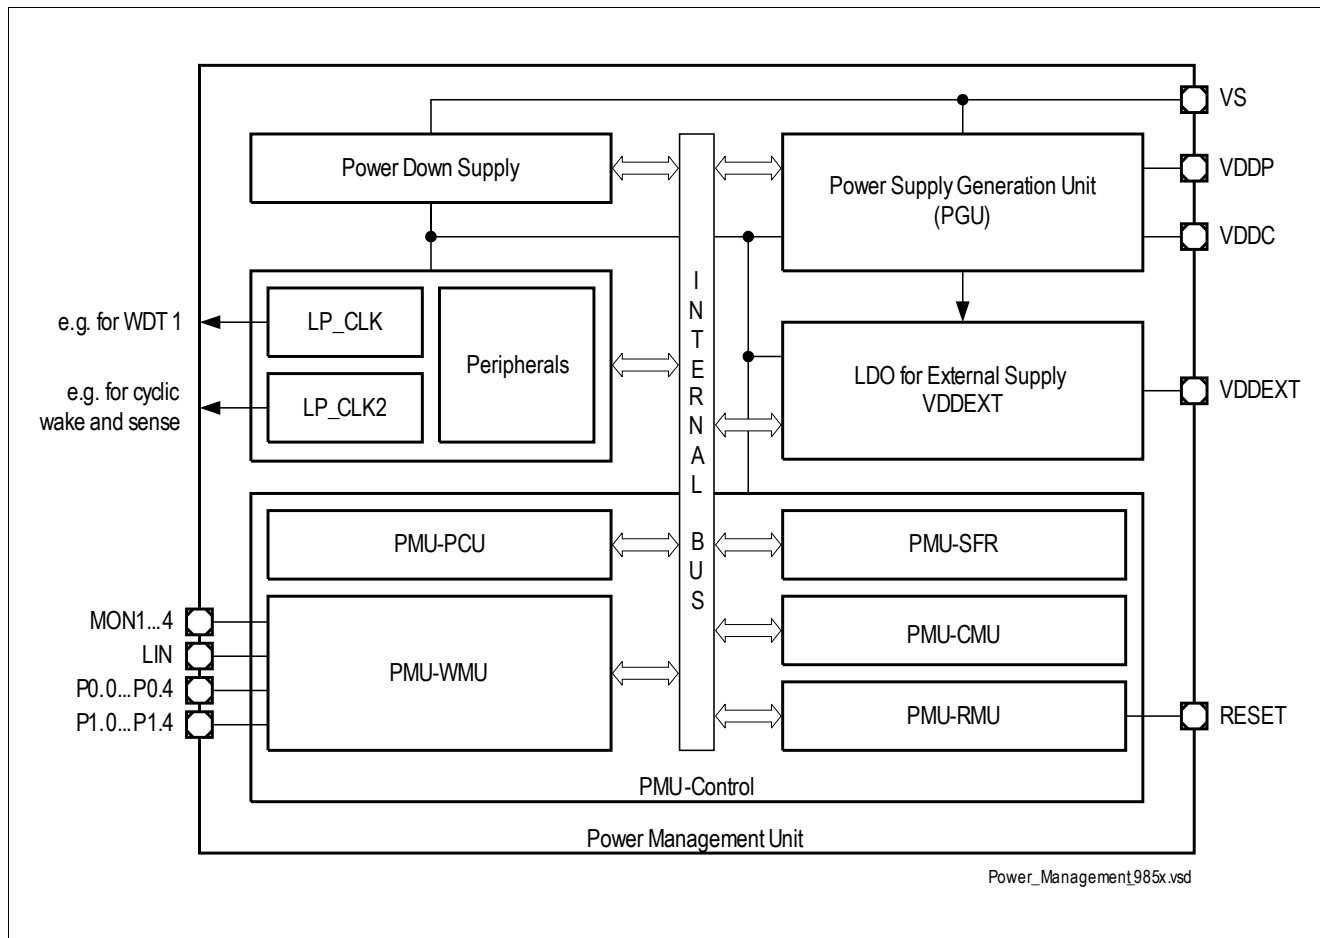 VS
Power Down Supply
Power Supply Generation Unit
(PGU)
VDDP
VDDC
INTERNAL BUS
e.g. for WDT 1
LP_CLK
Peripherals
e.g. for cyclic
wake and sense
LP_CLK2
LDO for External Supply
VDDEXT
VDDEXT
PMU-PCU
PMU-SFR
MON1...4
LIN
P0.0...P0.4
P1.0...P1.4
PMU-WMU
PMU-CMU
PMU-RMU
RESET
PMU-Control
Power Management Unit
Power_Management_985x.vsd